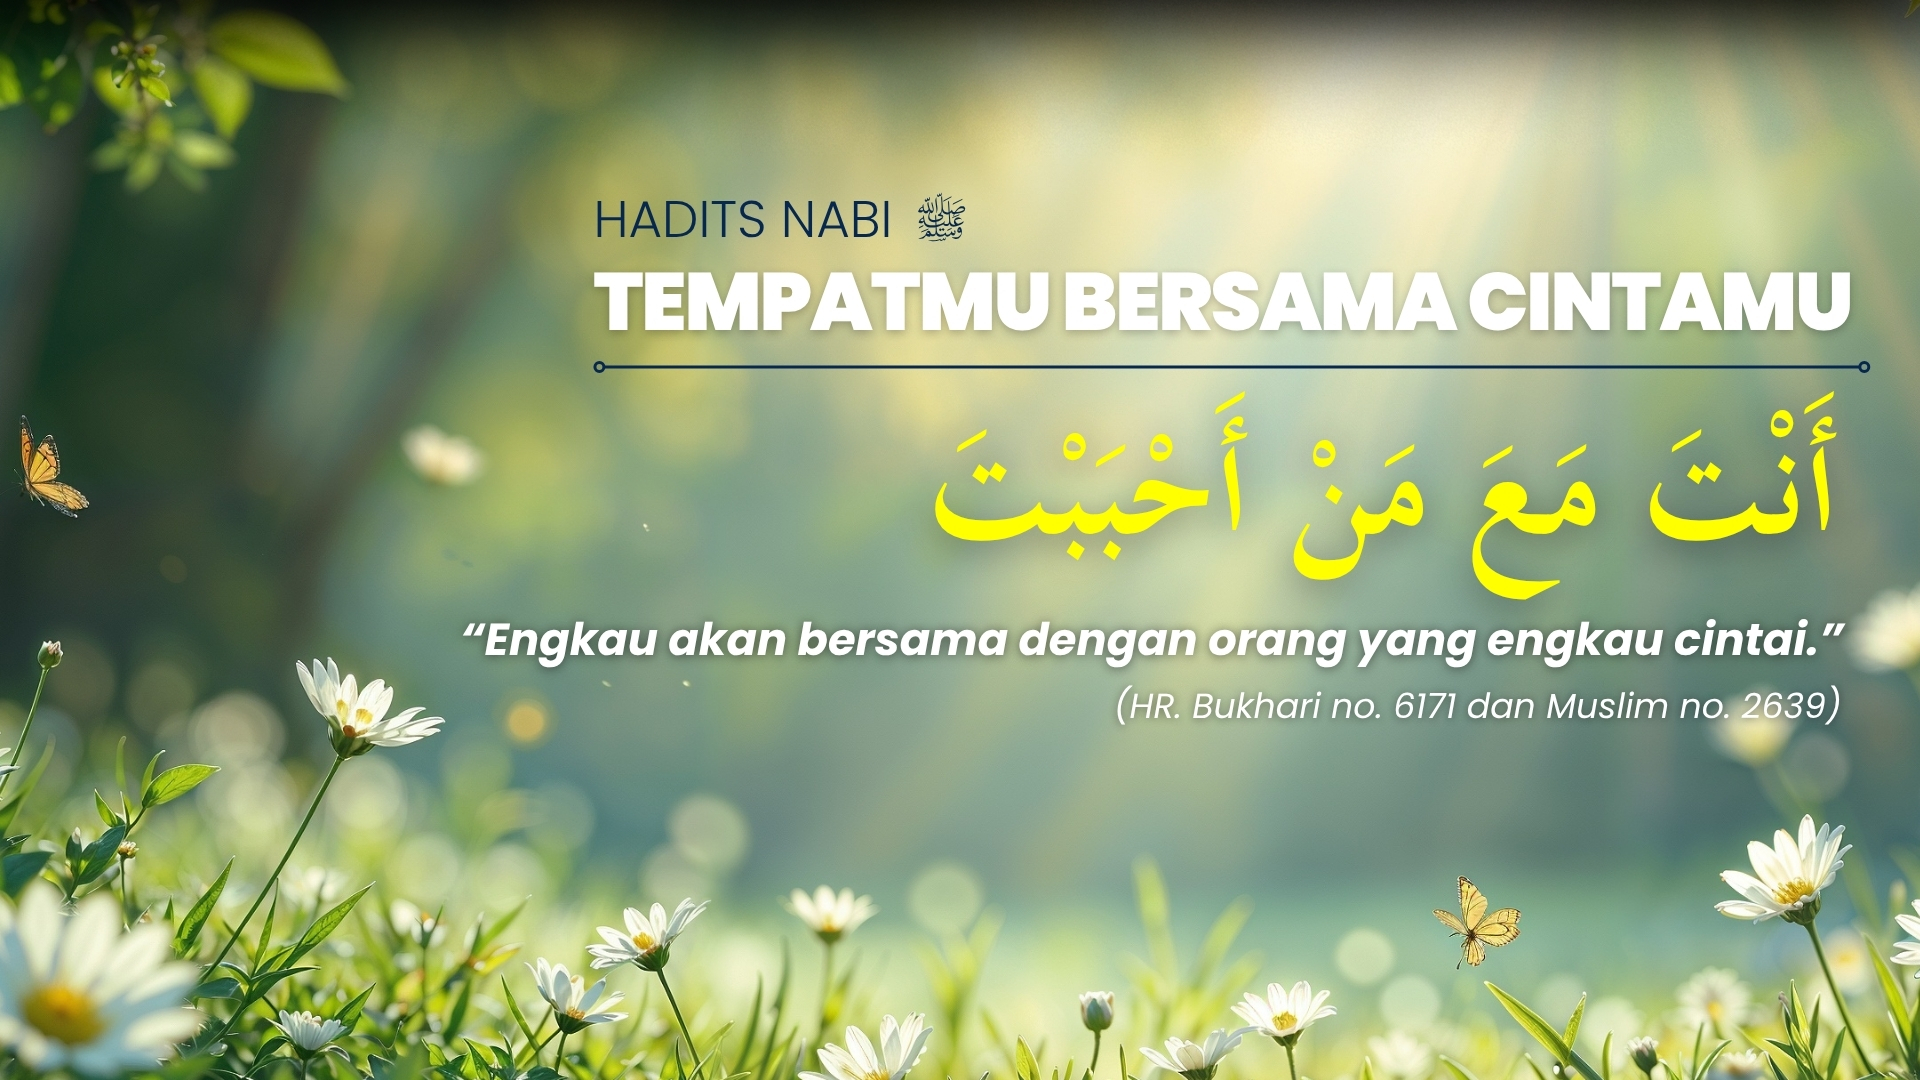 HADITS NABI ﷺ
TEMPATMU BERSAMA CINTAMU
أَنْتَ مَعَ مَنْ أَحْبَبْتَ
“Engkau akan bersama dengan orang yang engkau cintai.”
(HR. Bukhari no. 6171 dan Muslim no. 2639)